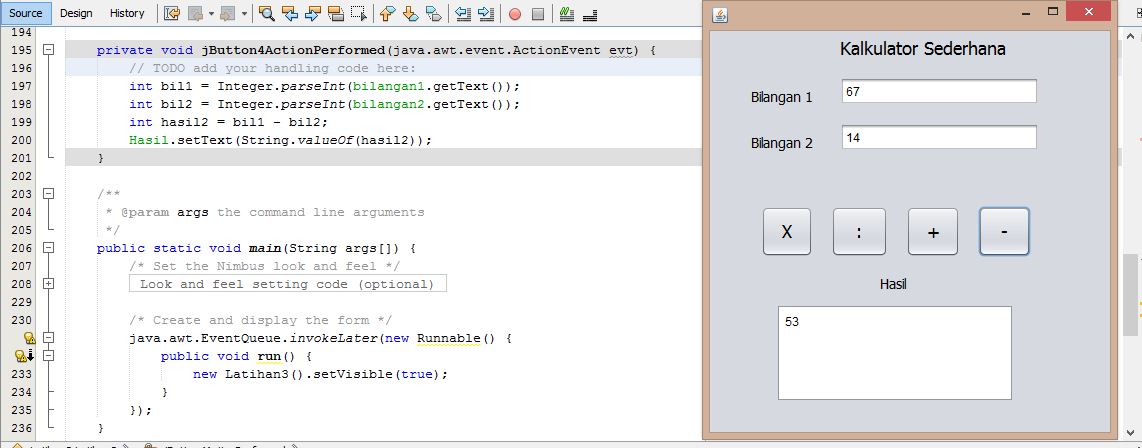 Source Design History
194
195 private void jButton4ActionPerformed(java.awt.event.ActionEvent evt) {
196 // TODO add your handling code here:
197 int bil1 = Integer.parseInt(bilangan1.getText());
198 int bil2 = Integer.parseInt(bilangan2.getText());
199 int hasil2 = bil1 - bil2;
200 Hasil.setText(String.valueOf(hasil2));
201 }
202
203 /**
204 * @param args the command line arguments
205 */
206 public static void main(String args[]) {
207 /* Set the Nimbus look and feel */
208 Look and feel setting code (optional)
229
230 /* Create and display the form */
java.awt.EventQueue.invokeLater(new Runnable() {
public void run() {
233 new Latihan3().setVisible(true);
234 }
235 });
236 }
Kalkulator Sederhana
Bilangan 1 67
Bilangan 2 14
X : + -
Hasil
53